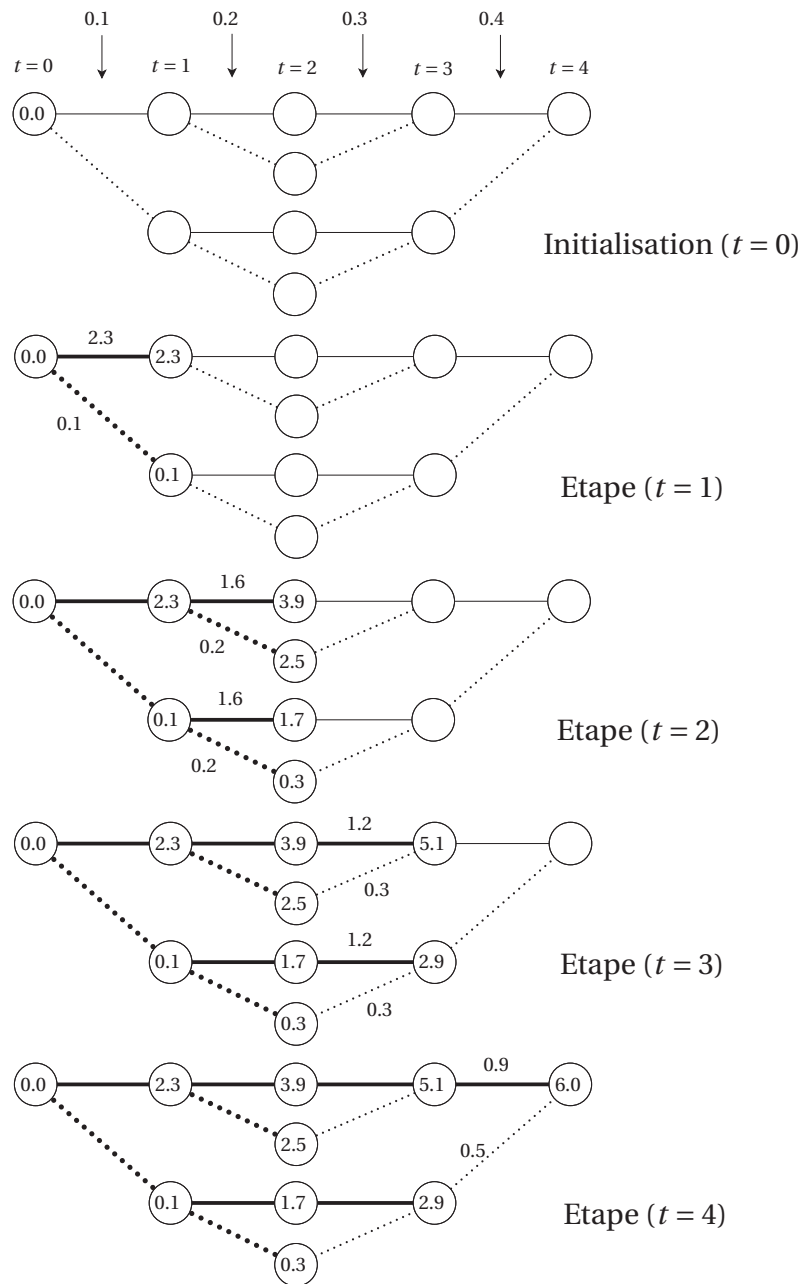 0.1 0.2 0.3 0.4
t = 0 t = 1 t = 2 t = 3 t = 4
0.0
Initialisation (t = 0)
2.3
0.0 2.3
0.1
0.1
Etape (t = 1)
1.6
0.0 2.3 3.9
0.2
2.5
1.6
0.1 1.7
0.2
0.3
Etape (t = 2)
1.2
0.0 2.3 3.9 5.1
0.3
2.5
1.2
0.1 1.7 2.9
0.3
0.3
Etape (t = 3)
0.9
0.0 2.3 3.9 5.1 6.0
2.5
0.5
0.1 1.7 2.9
0.3
Etape (t = 4)